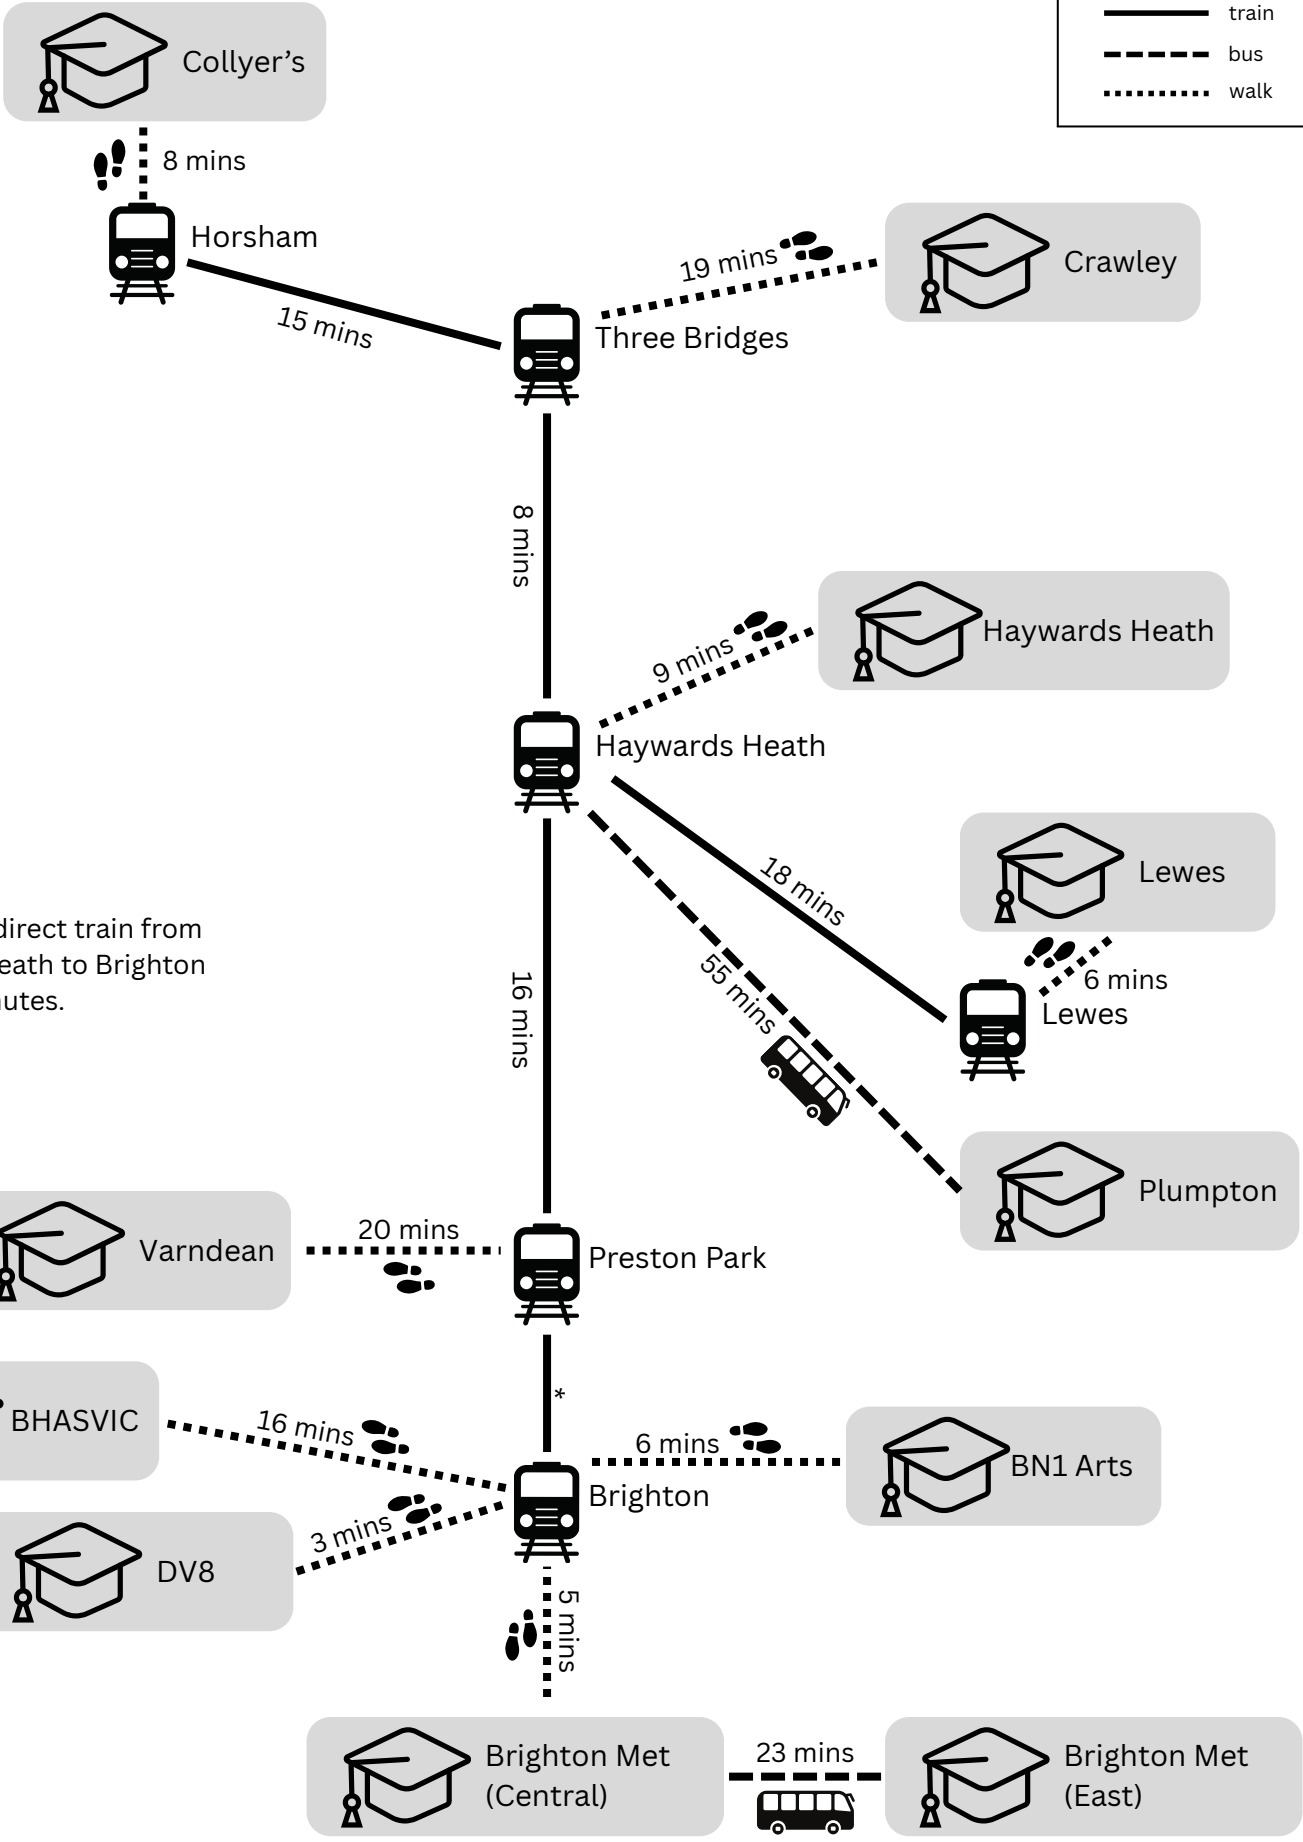 train
bus
walk
Collyer’s
8 mins
Horsham
15 mins
19 mins
Crawley
Three Bridges
8 mins
9 mins
Haywards Heath
Haywards Heath
18 mins
Lewes
6 mins
Lewes
direct train from
eath to Brighton
nutes.
16 mins
55 mins
Plumpton
Varndean
20 mins
Preston Park
*
BHASVIC
16 mins
6 mins
BN1 Arts
Brighton
3 mins
DV8
5 mins
Brighton Met
(Central)
23 mins
Brighton Met
(East)